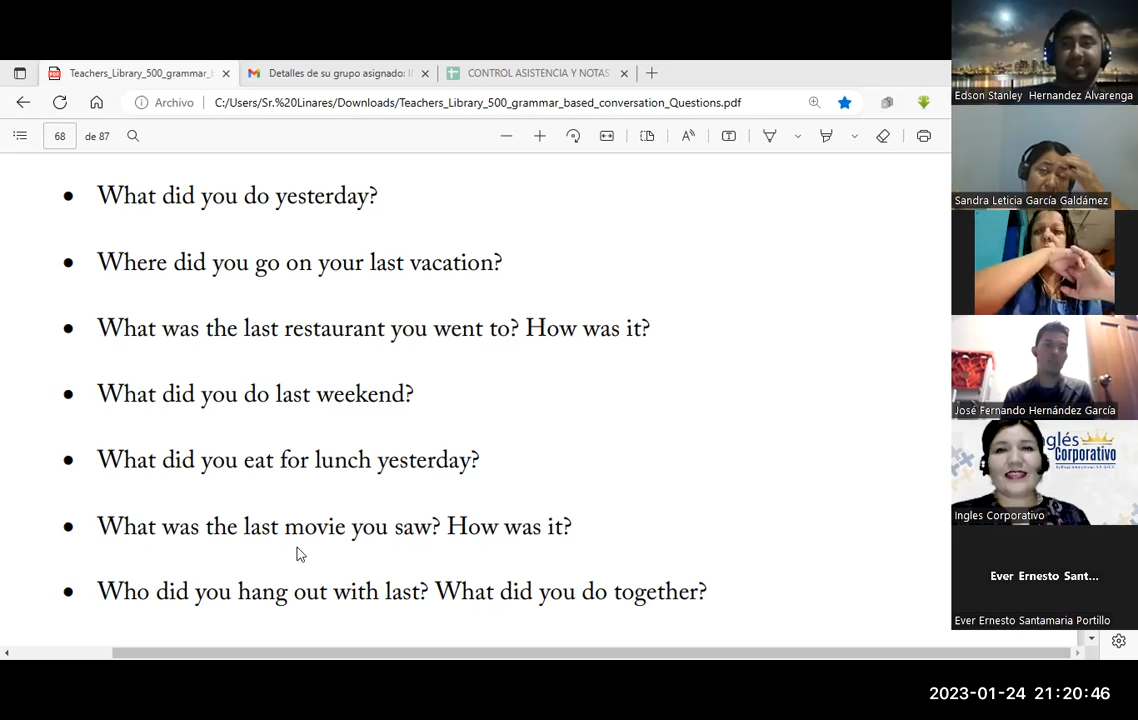 Teachers_Library_500_grammar_b
Detalles de su grupo asignado: II
CONTROL ASISTENCIA Y NOTAS
Archivo
C:/Users/Sr.%20Linares/Downloads/Teachers_Library_500_grammar_based_conversation_Questions.pdf
68 de 87
• What did you do yesterday?
• Where did you go on your last vacation?
• What was the last restaurant you went to? How was it?
• What did you do last weekend?
• What did you eat for lunch yesterday?
• What was the last movie you saw? How was it?
• Who did you hang out with last? What did you do together?
Edson Stanley Hernandez Alvarenga
Sandra Leticia García Galdámez
José Fernando Hernández García
glés
Corporativo
Ingles Corporativo
Ever Ernesto Sant...
Ever Ernesto Santamaria Portillo
2023-01-24 21:20:46